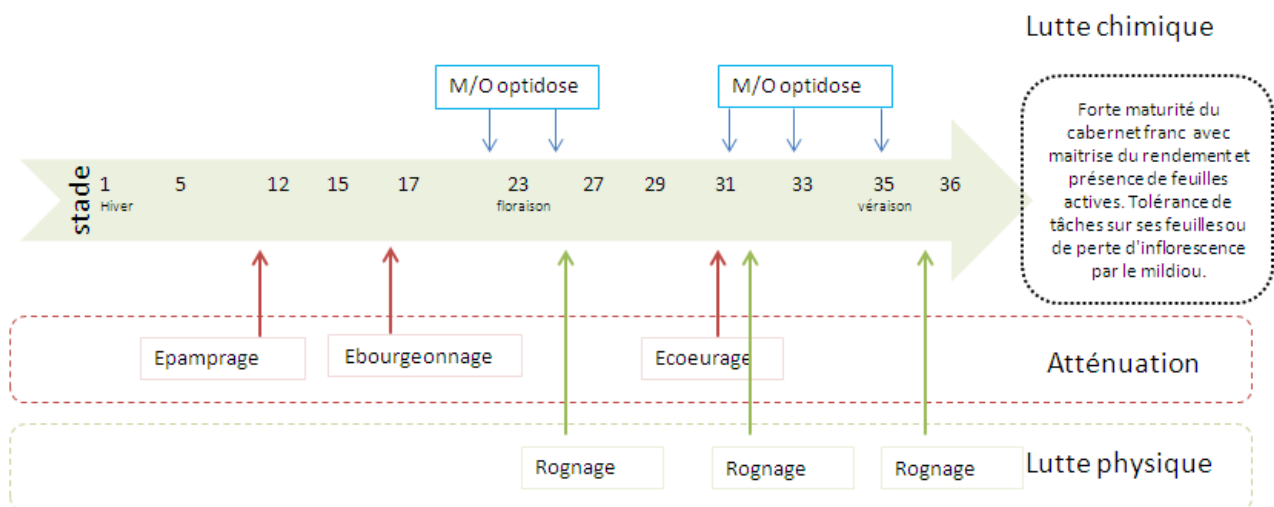 Lutte chimique
M/O optidose
M/O optidose
Forte maturité du
cabernet franc avec
maitrise du rendement et
présence de feuilles
actives. Tolérance de
tâches sur ses feuilles ou
de perte d'inflorescence
par le mildiou.
stade
1 5 12 15 17 23 27 29 31 33 35 36
Hiver floraison véraison
Epamprage
Ebourgeonnage
Ecoeurage
Atténuation
Rognage
Rognage
Rognage
Lutte physique